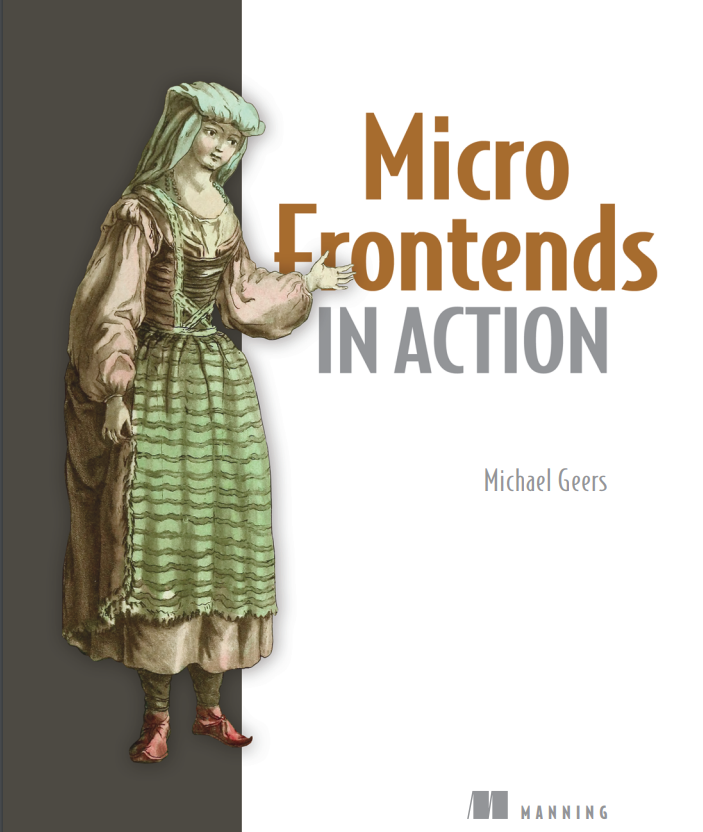 Micro
Frontends
IN ACTION
Michael Geers
MANNING